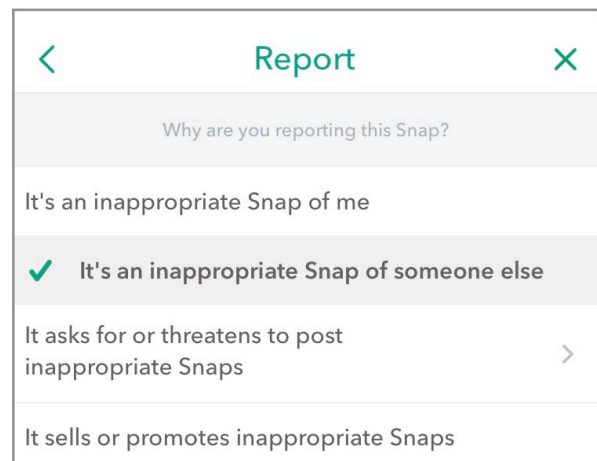 Report
Why are you reporting this Snap?
It's an inappropriate Snap of me
It's an inappropriate Snap of someone else
It asks for or threatens to post
inappropriate Snaps
It sells or promotes inappropriate Snaps